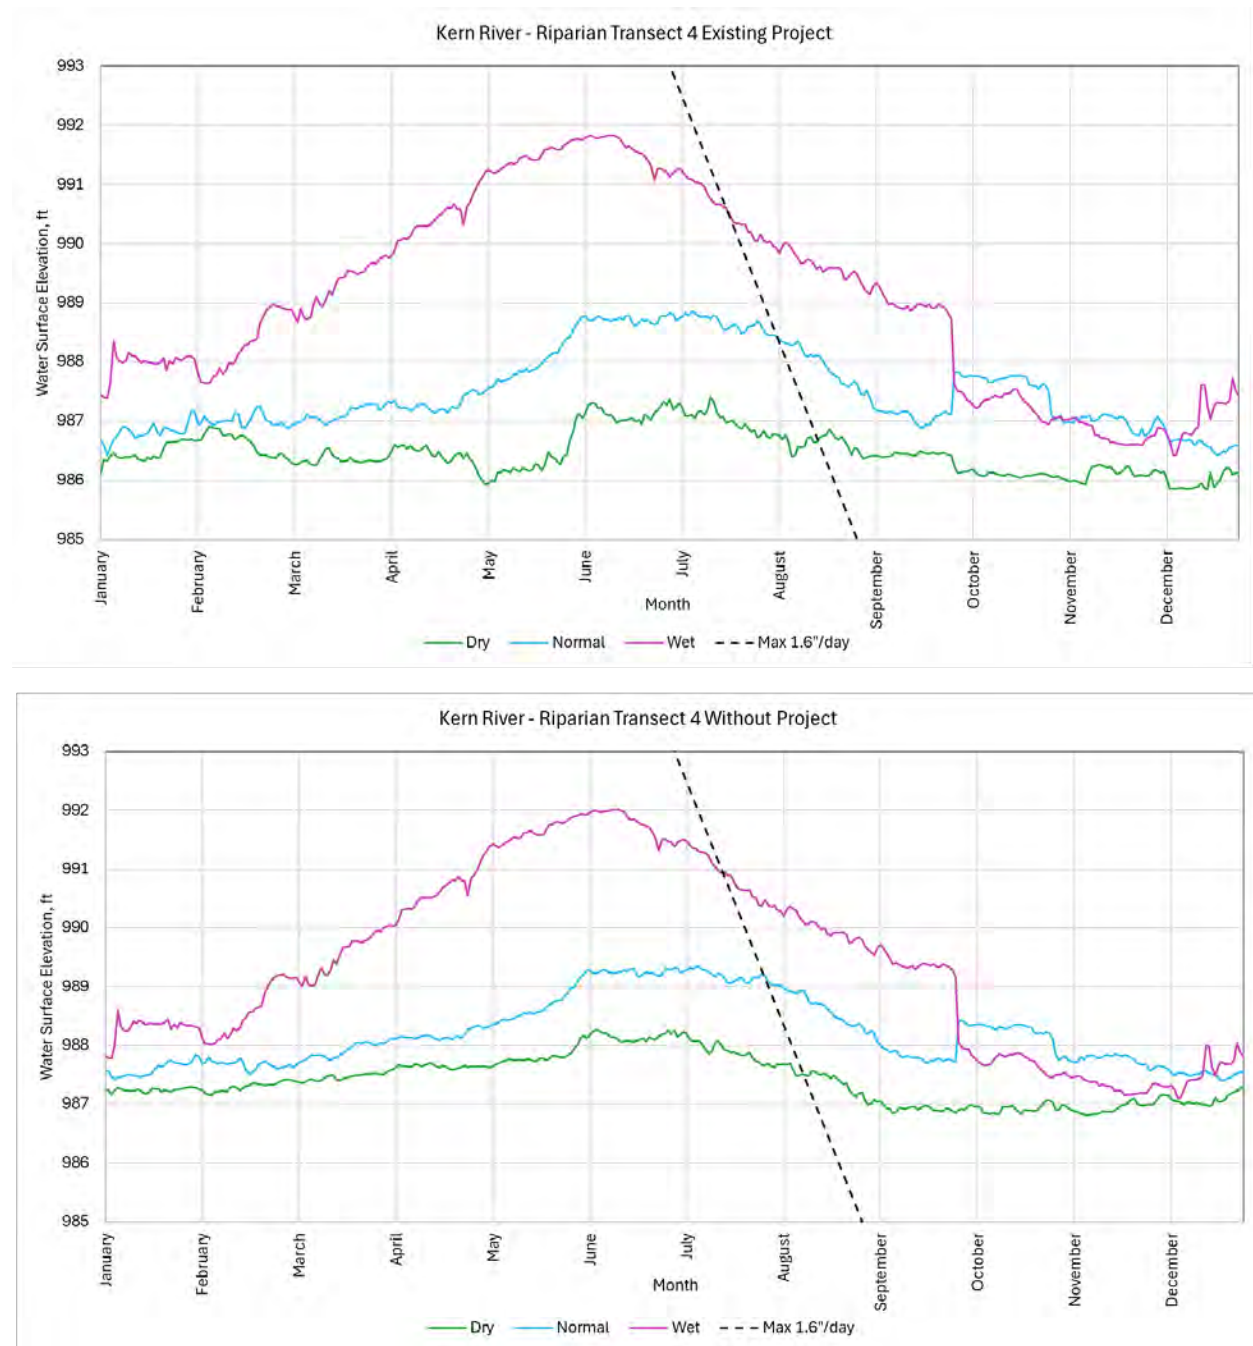 Kern River - Riparian Transect 4 Existing Project
993
992
991
990
989
988
987
986
985
Water Surface Elevation, ft
January
February
March
April
May
June
July
August
September
October
November
December
Month
Dry
Normal
Wet
Max 1.6"/day
Kern River - Riparian Transect 4 Without Project
993
992
991
990
989
988
987
986
985
Water Surface Elevation, ft
January
February
March
April
May
June
July
August
September
October
November
December
Month
Dry
Normal
Wet
Max 1.6"/day